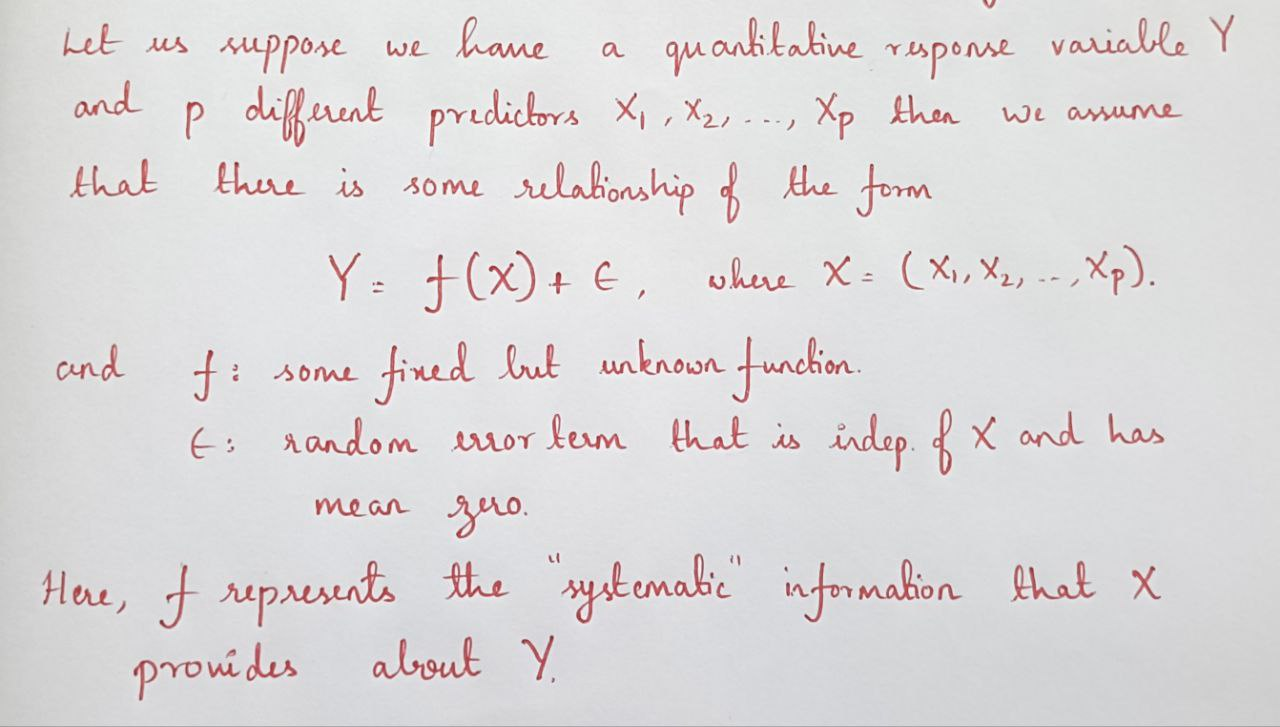 Let us suppose we have a quantitative response variable Y
and p different predictors X₁, X₂, ..., Xp then we assume
that there is some relationship of the form
Y = f(X) + ϵ, where X = (X₁, X₂, ..., Xp).
and f: some fixed but unknown function.
ϵ: random error term that is indep. of X and has
mean zero.
Here, f represents the "systematic" information that X
provides about Y.